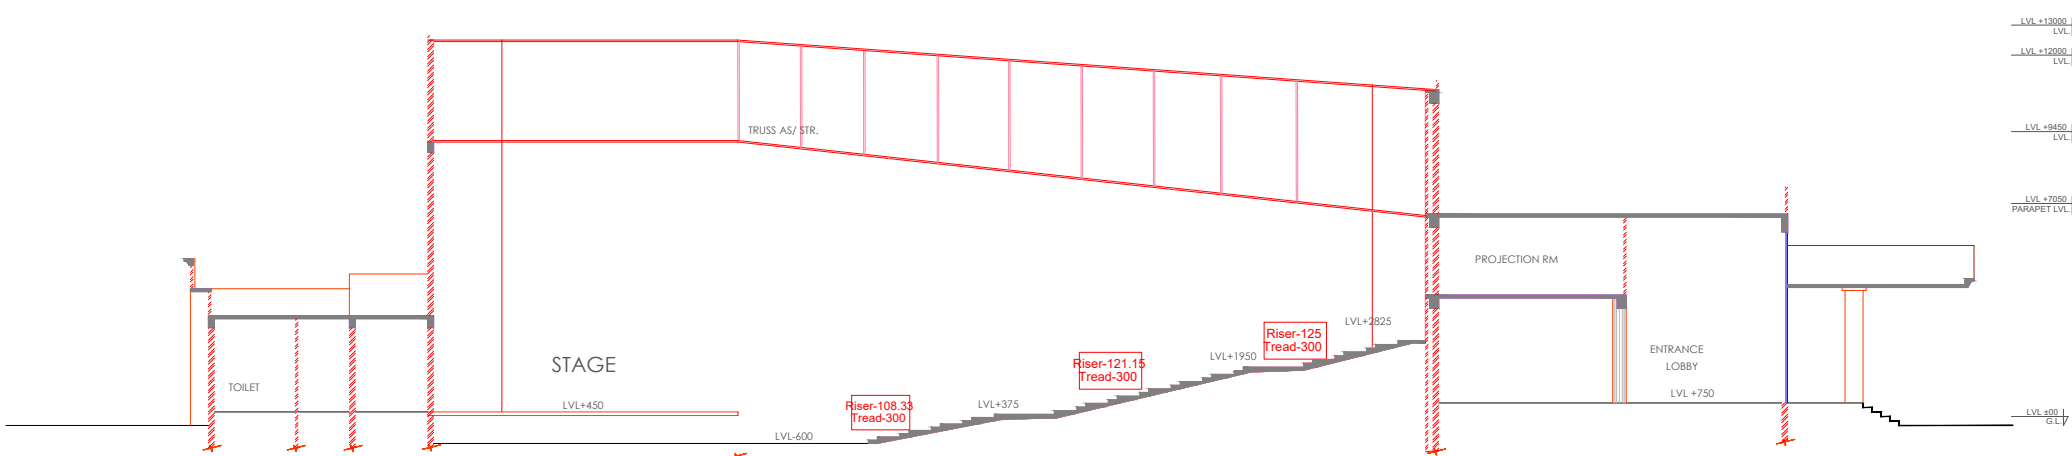 LVL +13000
LVL.
LVL +12000
LVL.
TRUSS AS/ STR.
LVL +9450
LVL.
LVL +7050
PARAPET LVL.
PROJECTION RM
LVL+2825
Riser-125
Tread-300
ENTRANCE
LOBBY
LVL+1950
STAGE
Riser-121.15
Tread-300
TOILET
LVL +750
LVL+450
Riser-108.33
Tread-300
LVL+375
LVL ±00
G.L.
LVL-600